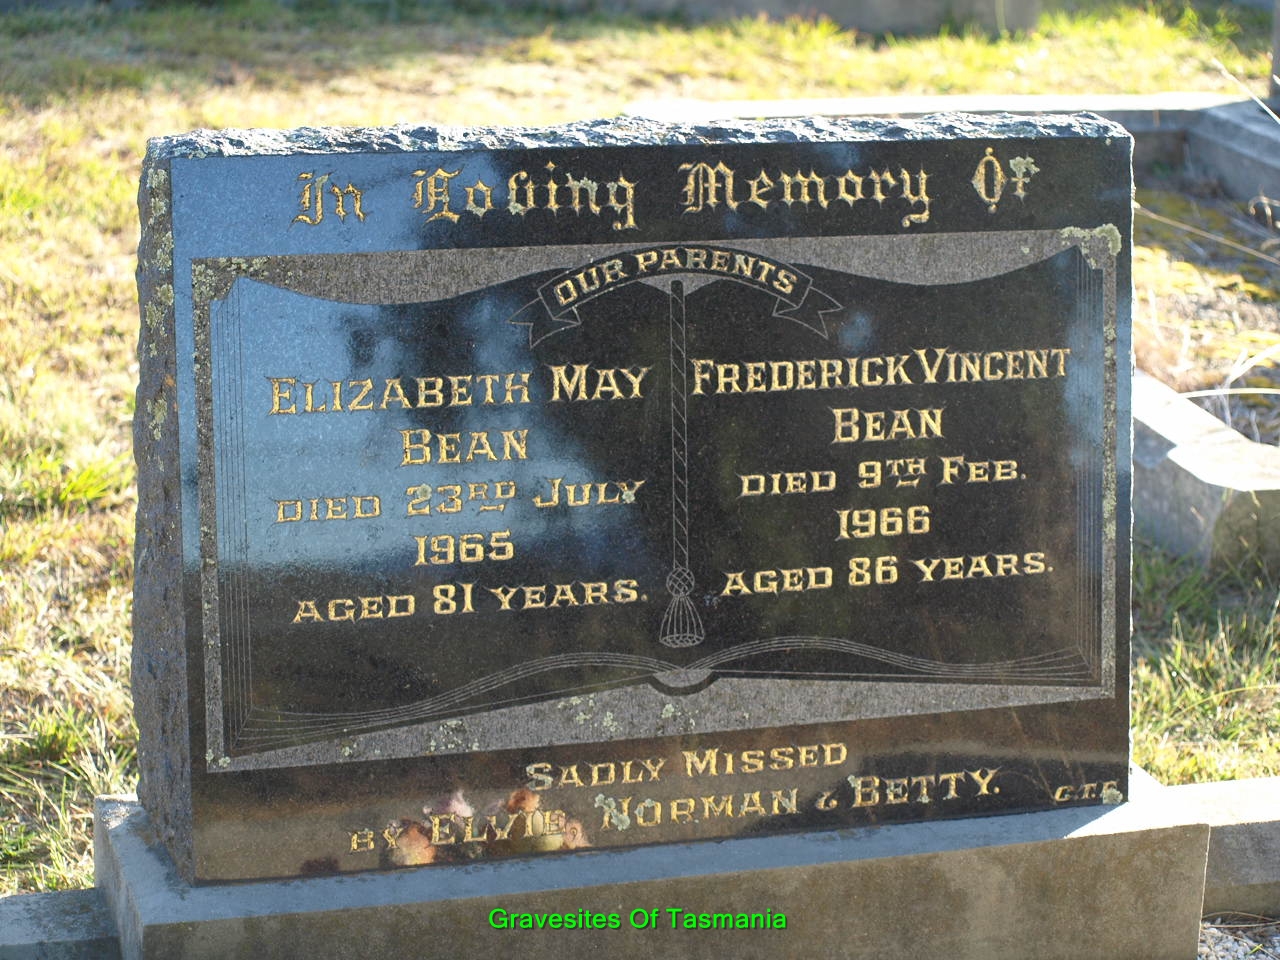 In Loving Memory Of
OUR PARENTS
ELIZABETH MAY
BEAN
DIED 23RD JULY
1965
AGED 81 YEARS.
FREDERICK VINCENT
BEAN
DIED 9TH FEB.
1966
AGED 86 YEARS.
SADLY MISSED
BY ELVIE NORMAN & BETTY.
Gravesites Of Tasmania